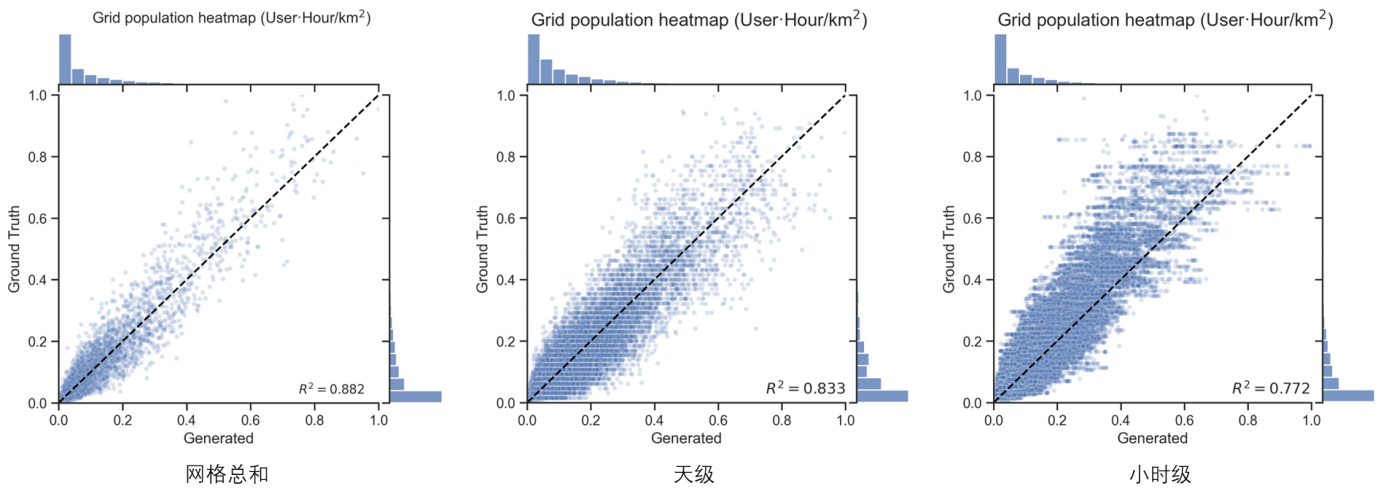 Grid population heatmap (User·Hour/km²)
1.0
0.8
0.6
0.4
0.2
0.0
Ground Truth
R² = 0.882
0.0 0.2 0.4 0.6 0.8 1.0
Generated
网格总和
Grid population heatmap (User·Hour/km²)
1.0
0.8
0.6
0.4
0.2
0.0
Ground Truth
R² = 0.833
0.0 0.2 0.4 0.6 0.8 1.0
Generated
天级
Grid population heatmap (User·Hour/km²)
1.0
0.8
0.6
0.4
0.2
0.0
Ground Truth
R² = 0.772
0.0 0.2 0.4 0.6 0.8 1.0
Generated
小时级